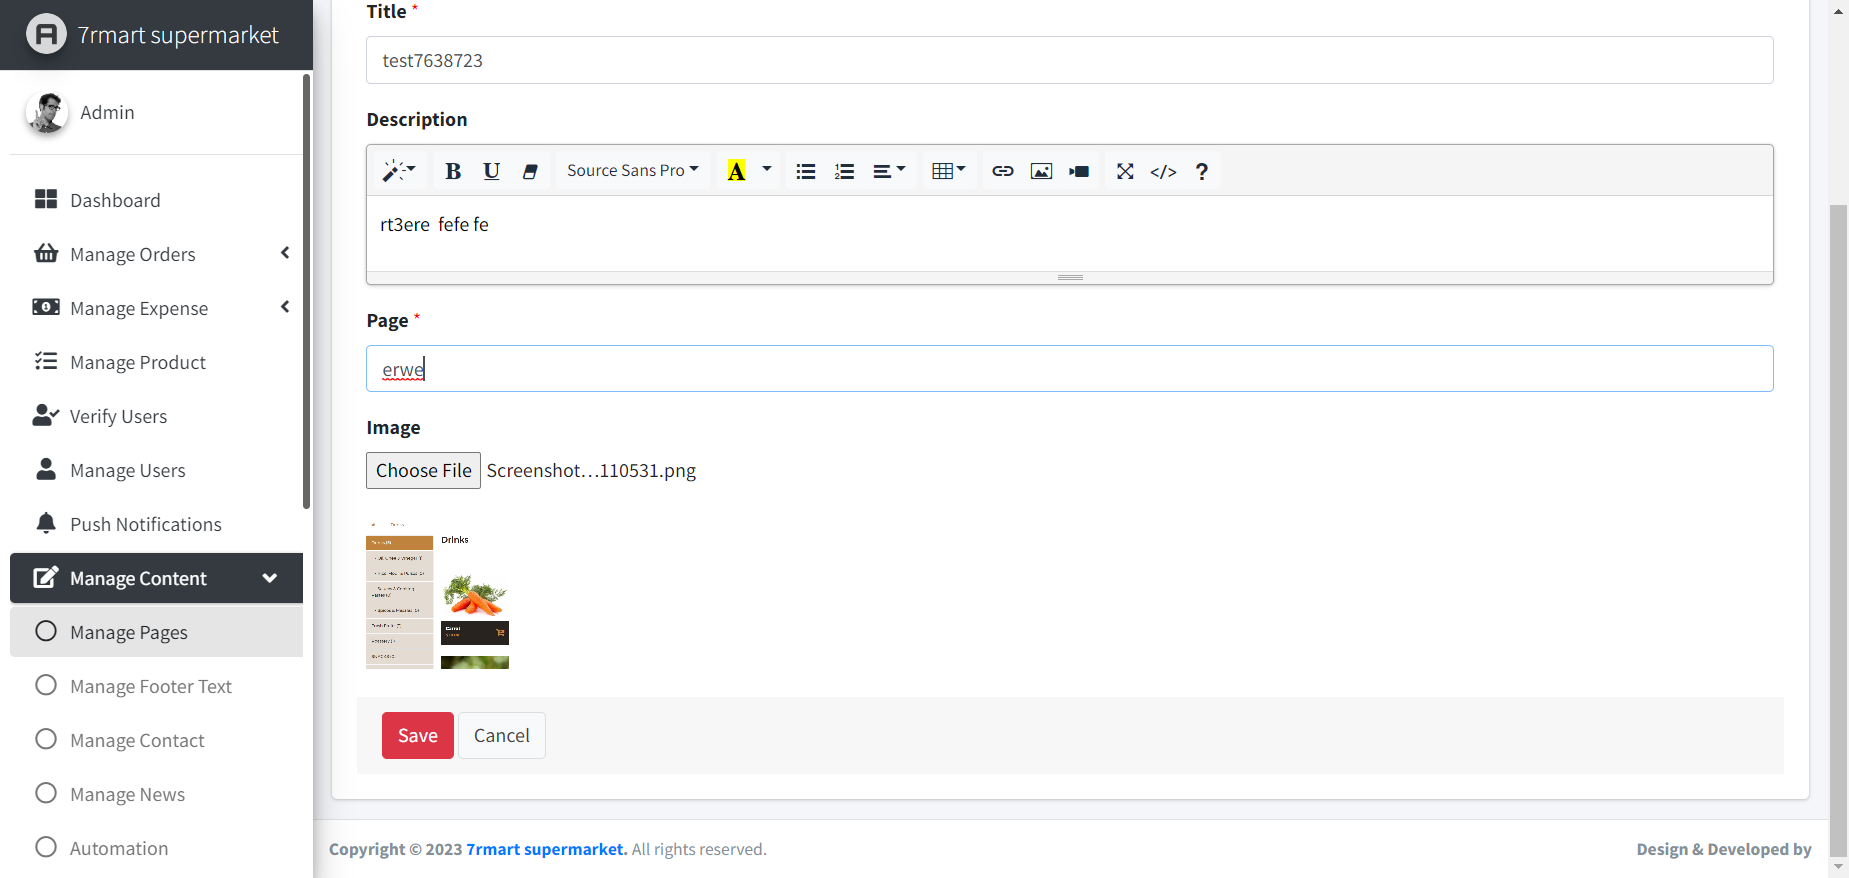 7rmart supermarket
Admin
Dashboard
Manage Orders
Manage Expense
Manage Product
Verify Users
Manage Users
Push Notifications
Manage Content
Manage Pages
Manage Footer Text
Manage Contact
Manage News
Automation
Title *
test7638723
Description
B U Source Sans Pro A </> ?
rt3ere  fefe fe
Page *
erwe
Image
Choose File Screenshot...110531.png
Drinks
Carrot
Save Cancel
Copyright © 2023 7rmart supermarket. All rights reserved.
Design & Developed by